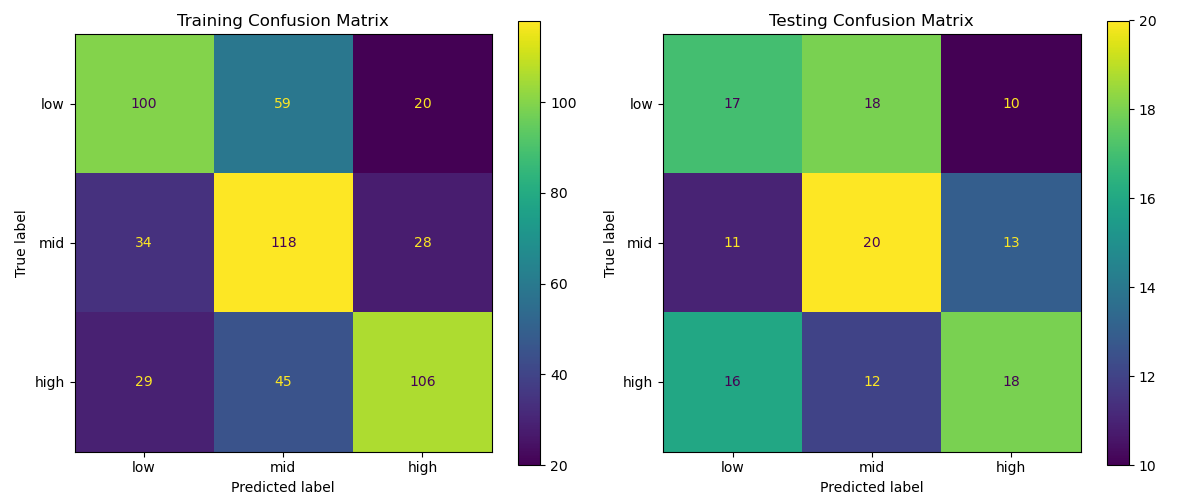 Training Confusion Matrix
True label
low
mid
high
100 59 20
34 118 28
29 45 106
low mid high
Predicted label
100
80
60
40
20
Testing Confusion Matrix
True label
low
mid
high
17 18 10
11 20 13
16 12 18
low mid high
Predicted label
20
18
16
14
12
10